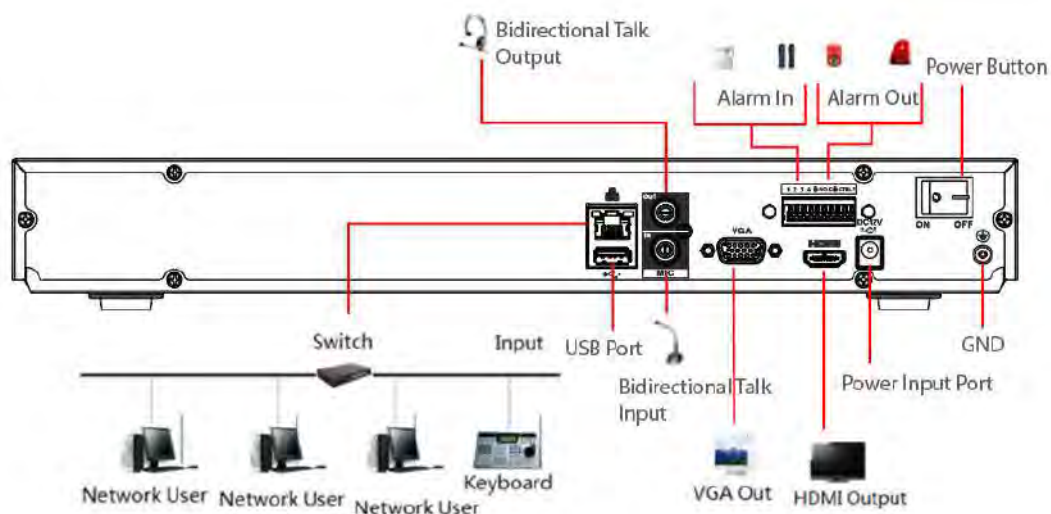 Bidirectional Talk
Output
Alarm In
Alarm Out
Power Button
Out
In
MIC
VGA
HDMI
DC12V
ON OFF
Switch
Input
USB Port
Bidirectional Talk
Input
GND
Power Input Port
Network User
Network User
Network User
Keyboard
VGA Out
HDMI Output